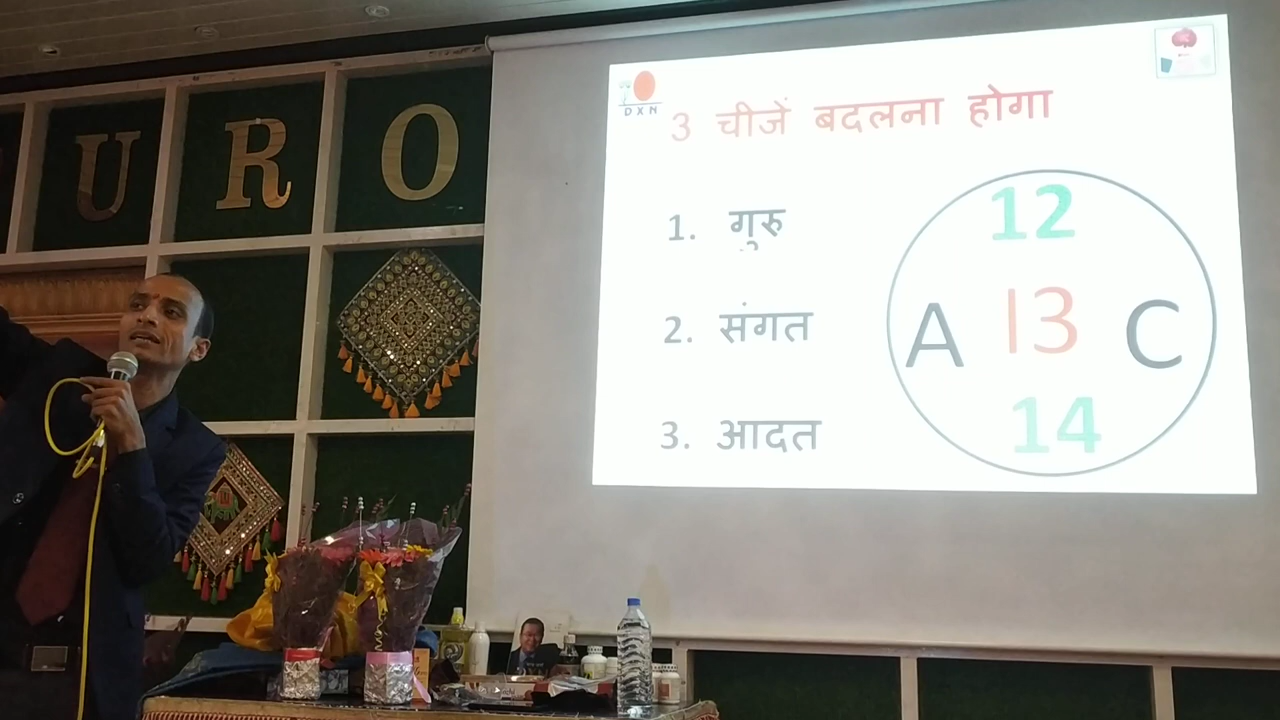 URO
DXN
3 चीजें बदलना होगा
1. गुरु
2. संगत
3. आदत
12
A 13 C
14